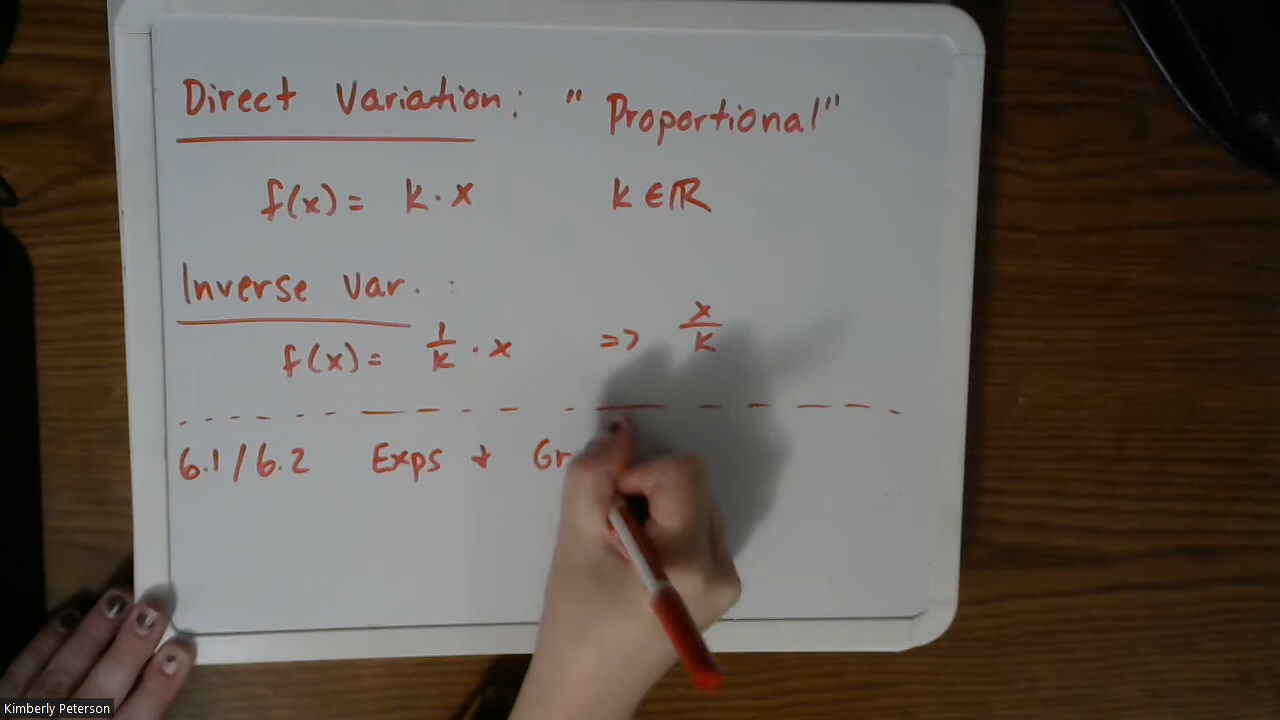 Direct Variation: "Proportional"
f(x) = k · x k ∈ ℝ
Inverse Var. :
f(x) = 1/k · x => x/k
6.1/6.2 Exps + Gr
Kimberly Peterson